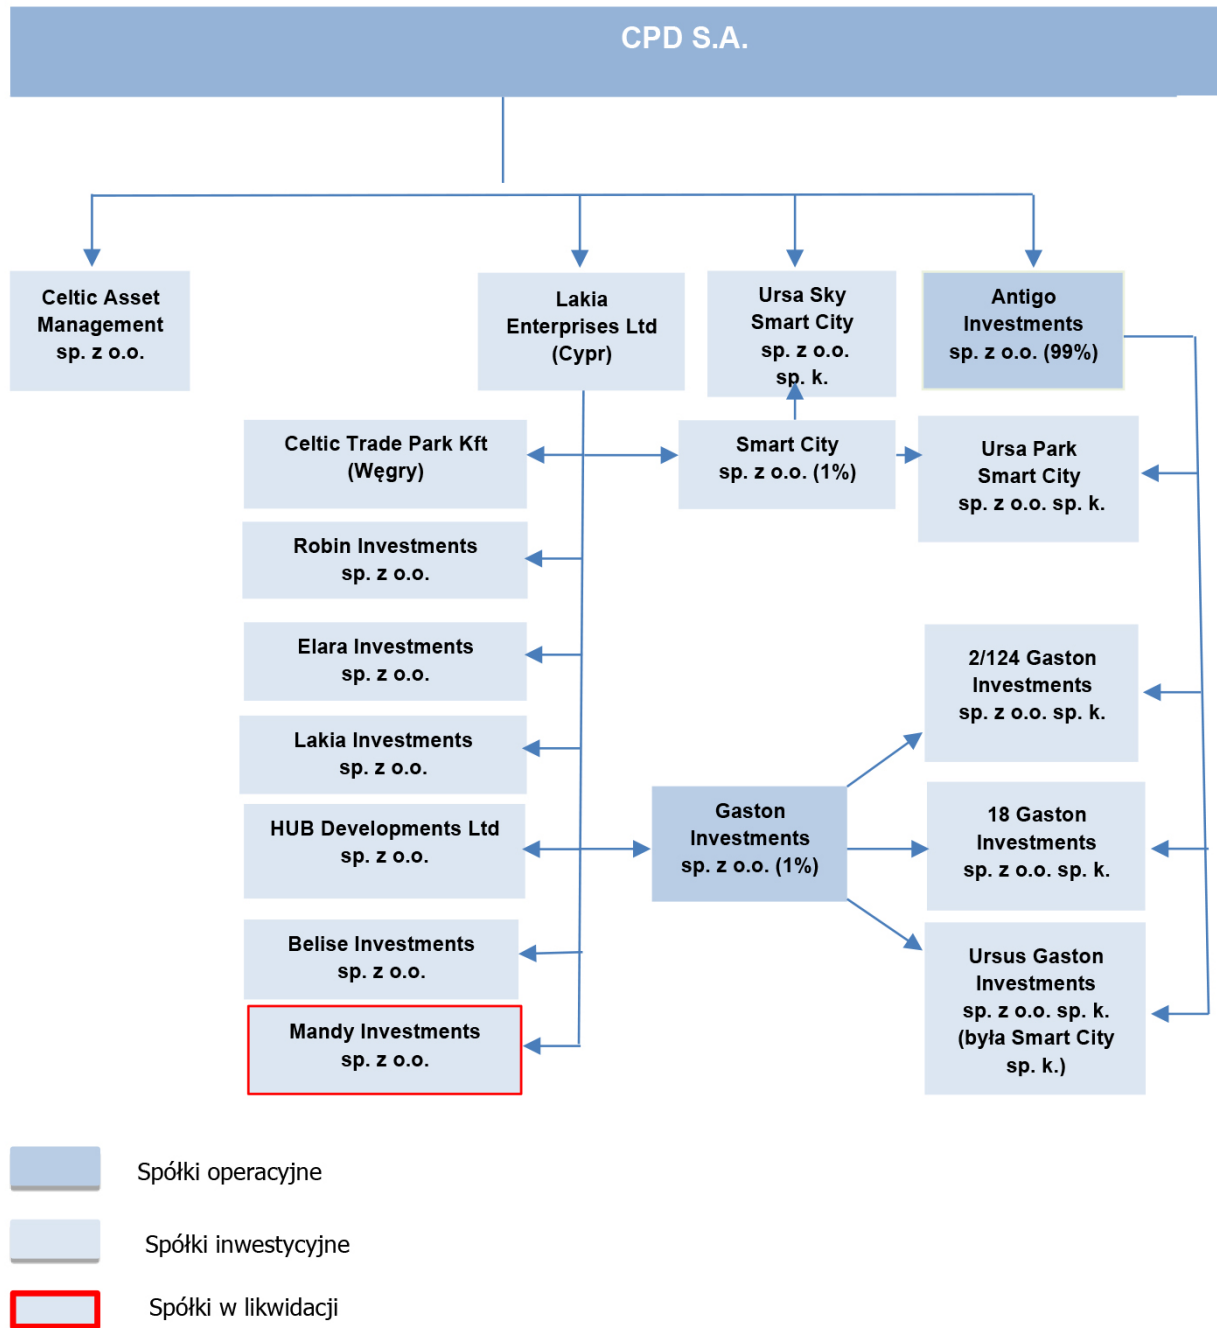 CPD S.A.
Celtic Asset
Management
sp. z o.o.
Lakia
Enterprises Ltd
(Cypr)
Ursa Sky
Smart City
sp. z o.o.
sp. k.
Antigo
Investments
sp. z o.o. (99%)
Celtic Trade Park Kft
(Węgry)
Smart City
sp. z o.o. (1%)
Ursa Park
Smart City
sp. z o.o. sp. k.
Robin Investments
sp. z o.o.
Elara Investments
sp. z o.o.
2/124 Gaston
Investments
sp. z o.o. sp. k.
Lakia Investments
sp. z o.o.
HUB Developments Ltd
sp. z o.o.
Gaston
Investments
sp. z o.o. (1%)
18 Gaston
Investments
sp. z o.o. sp. k.
Belise Investments
sp. z o.o.
Ursus Gaston
Investments
sp. z o.o. sp. k.
(była Smart City
sp. k.)
Mandy Investments
sp. z o.o.
Spółki operacyjne
Spółki inwestycyjne
Spółki w likwidacji